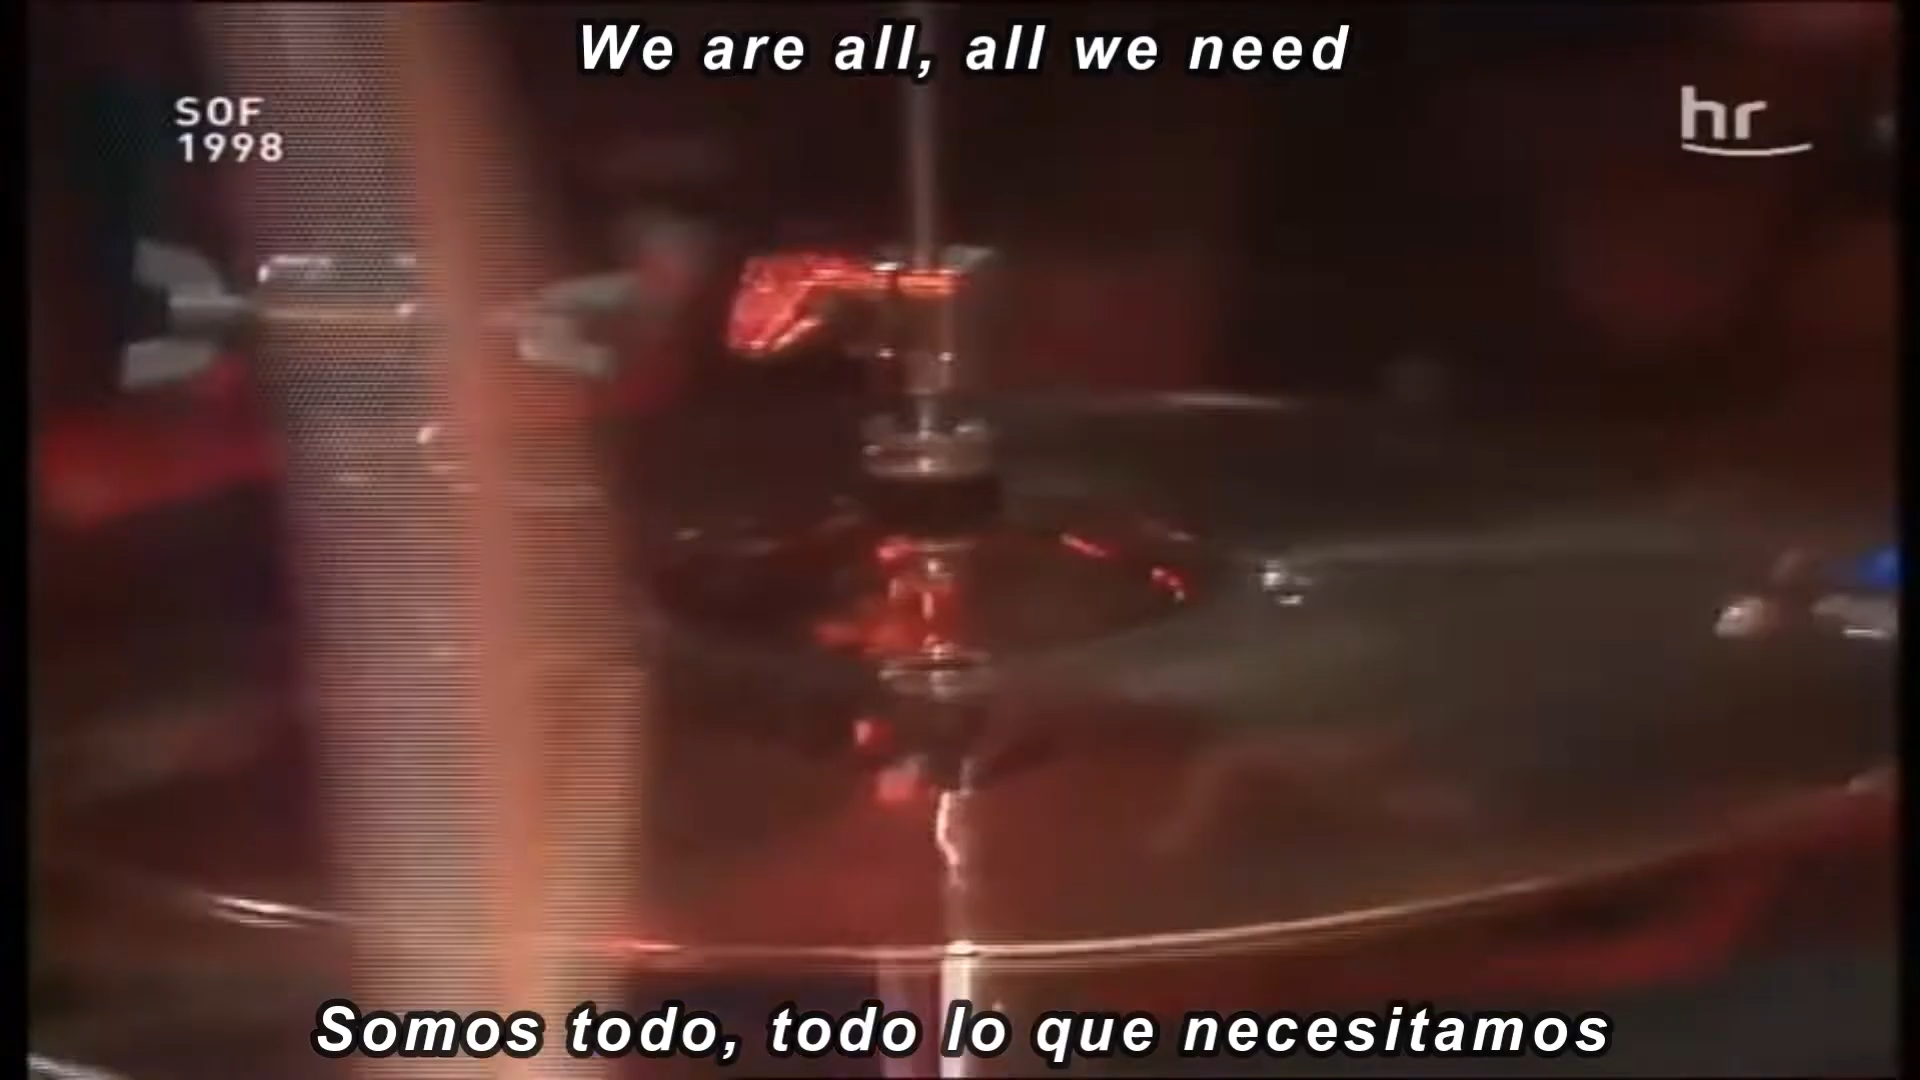 We are all, all we need
SOF
1998
hr
Somos todo, todo lo que necesitamos